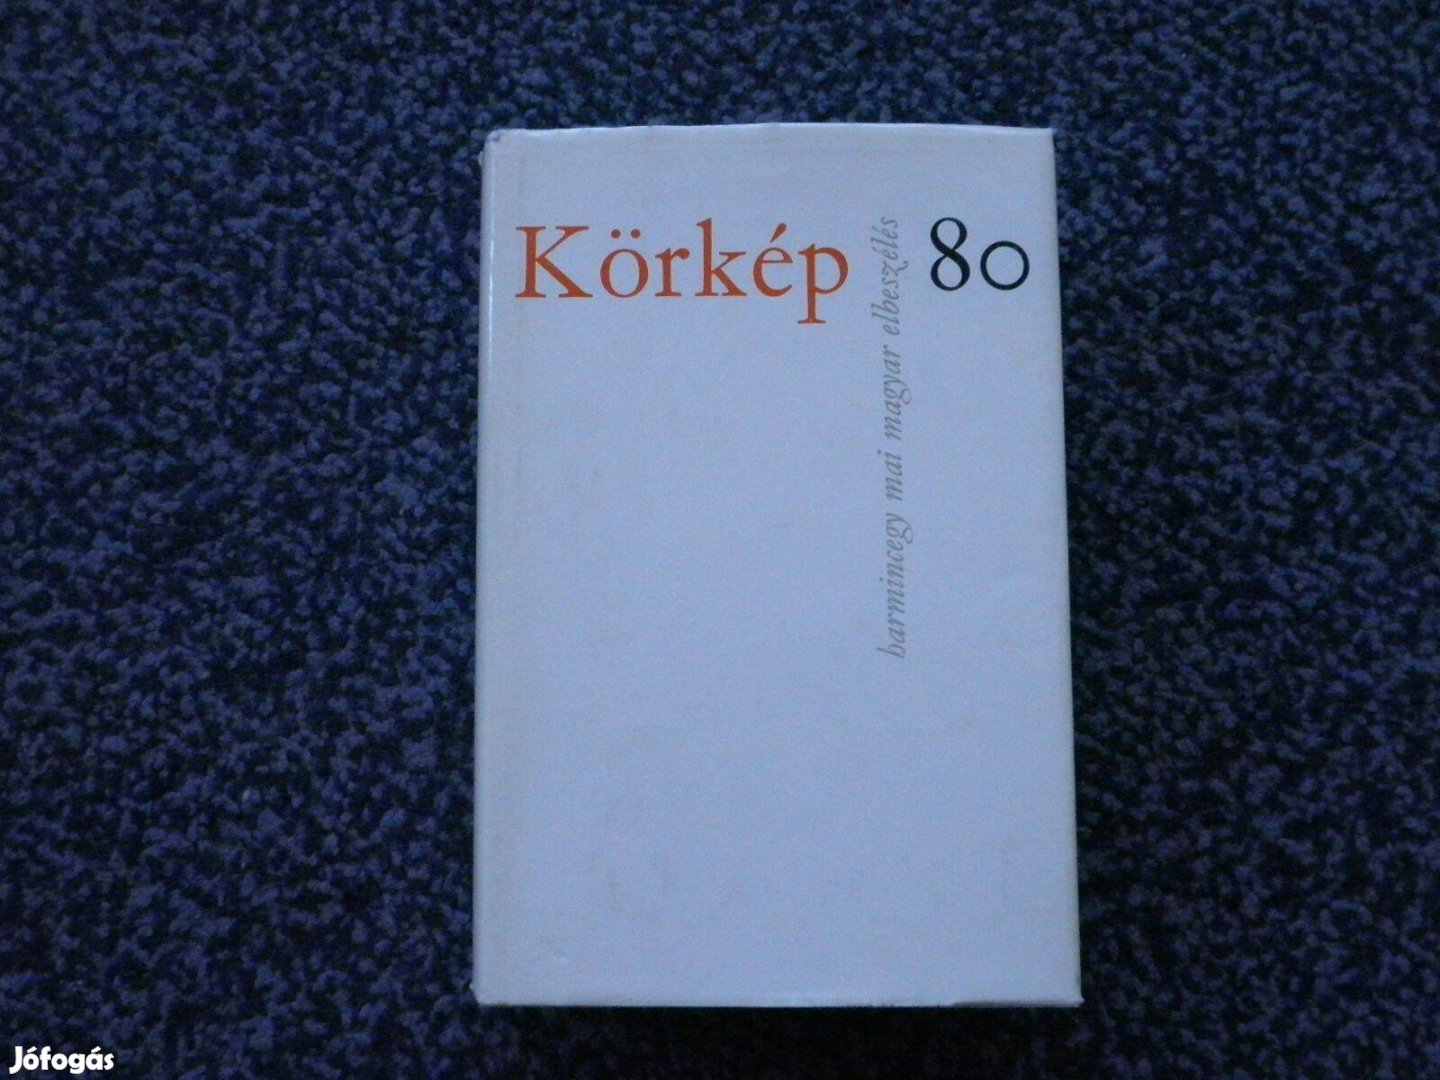 Körkép 80
harmincegy mai magyar elbeszélés
Jófogás